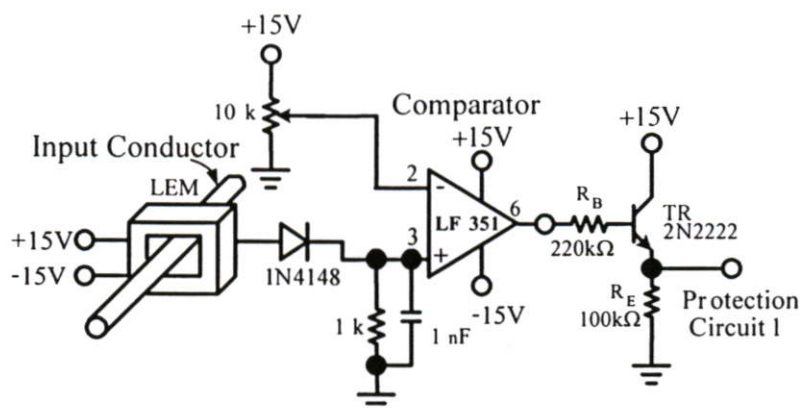 +15V
10 k
Comparator
+15V
+15V
Input Conductor
LEM
2
-
LF 351
6
R_B
TR
2N2222
+15V
-15V
3
+
220kΩ
1N4148
R_E
100kΩ
Protection
Circuit 1
-15V
1 k
1 nF